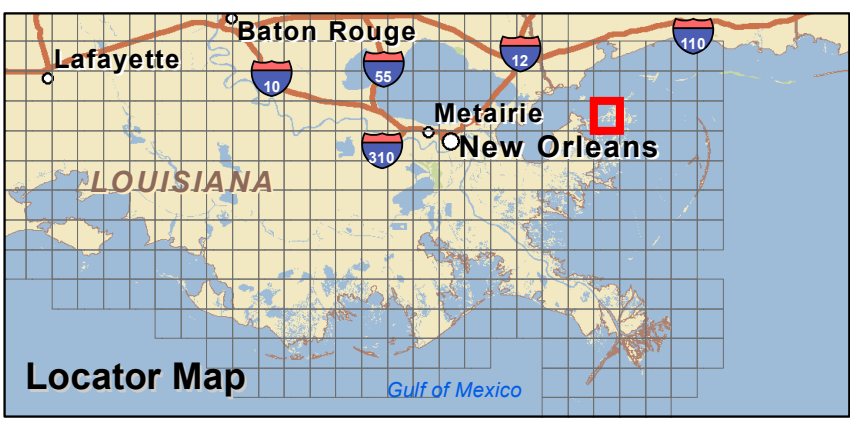 Baton Rouge
110
12
Lafayette
55
10
Metairie
New Orleans
310
LOUISIANA
Locator Map
Gulf of Mexico